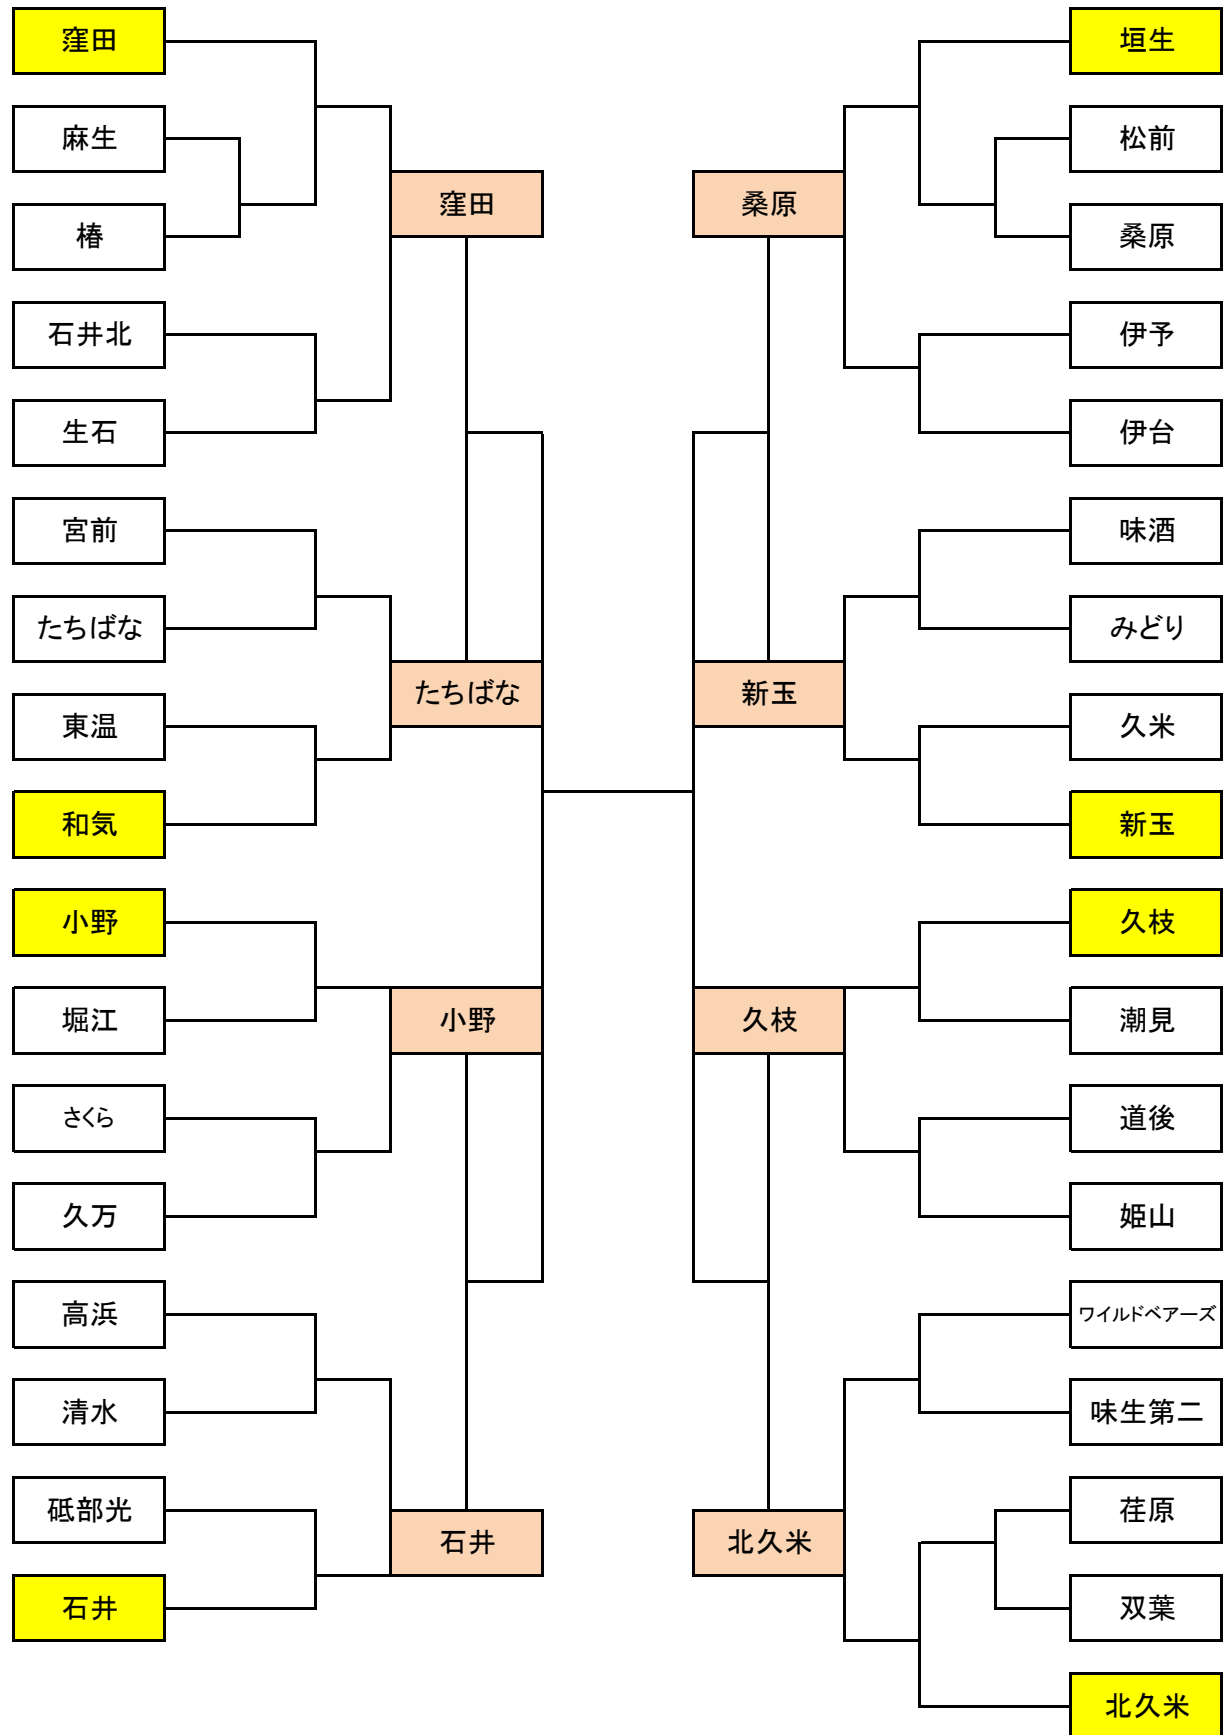 窪田
麻生
椿
石井北
生石
宮前
たちばな
東温
和気
小野
堀江
さくら
久万
高浜
清水
砥部光
石井
窪田
たちばな
小野
石井
桑原
新玉
久枝
北久米
垣生
松前
桑原
伊予
伊台
味酒
みどり
久米
新玉
久枝
潮見
道後
姫山
ワイルドベアーズ
味生第二
荏原
双葉
北久米